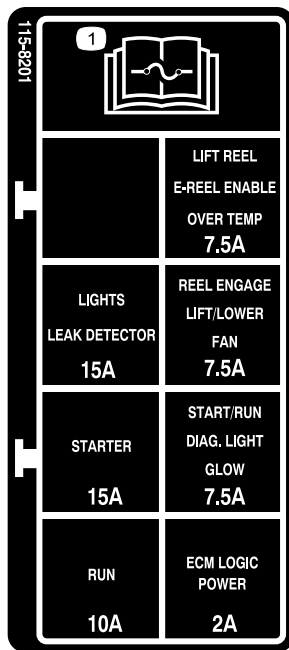 115-8201
1
LIFT REEL
E-REEL ENABLE
OVER TEMP
7.5A
LIGHTS
LEAK DETECTOR
15A
REEL ENGAGE
LIFT/LOWER
FAN
7.5A
STARTER
15A
START/RUN
DIAG. LIGHT
GLOW
7.5A
RUN
10A
ECM LOGIC
POWER
2A